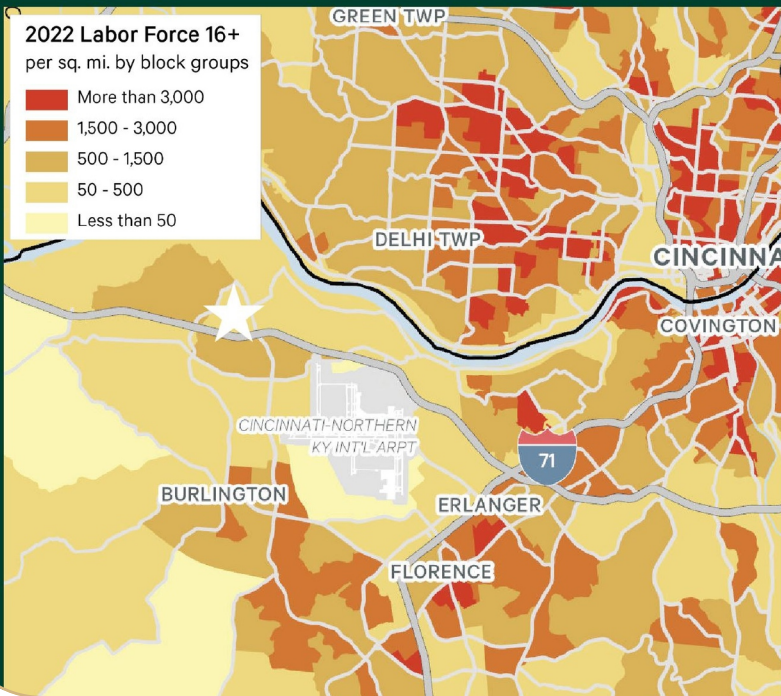 2022 Labor Force 16+
per sq. mi. by block groups
More than 3,000
1,500 - 3,000
500 - 1,500
50 - 500
Less than 50
GREEN TWP
DELHI TWP
CINCINNA
COVINGTON
CINCINNATI-NORTHERN
KY INT'L ARPT
71
BURLINGTON
ERLANGER
FLORENCE